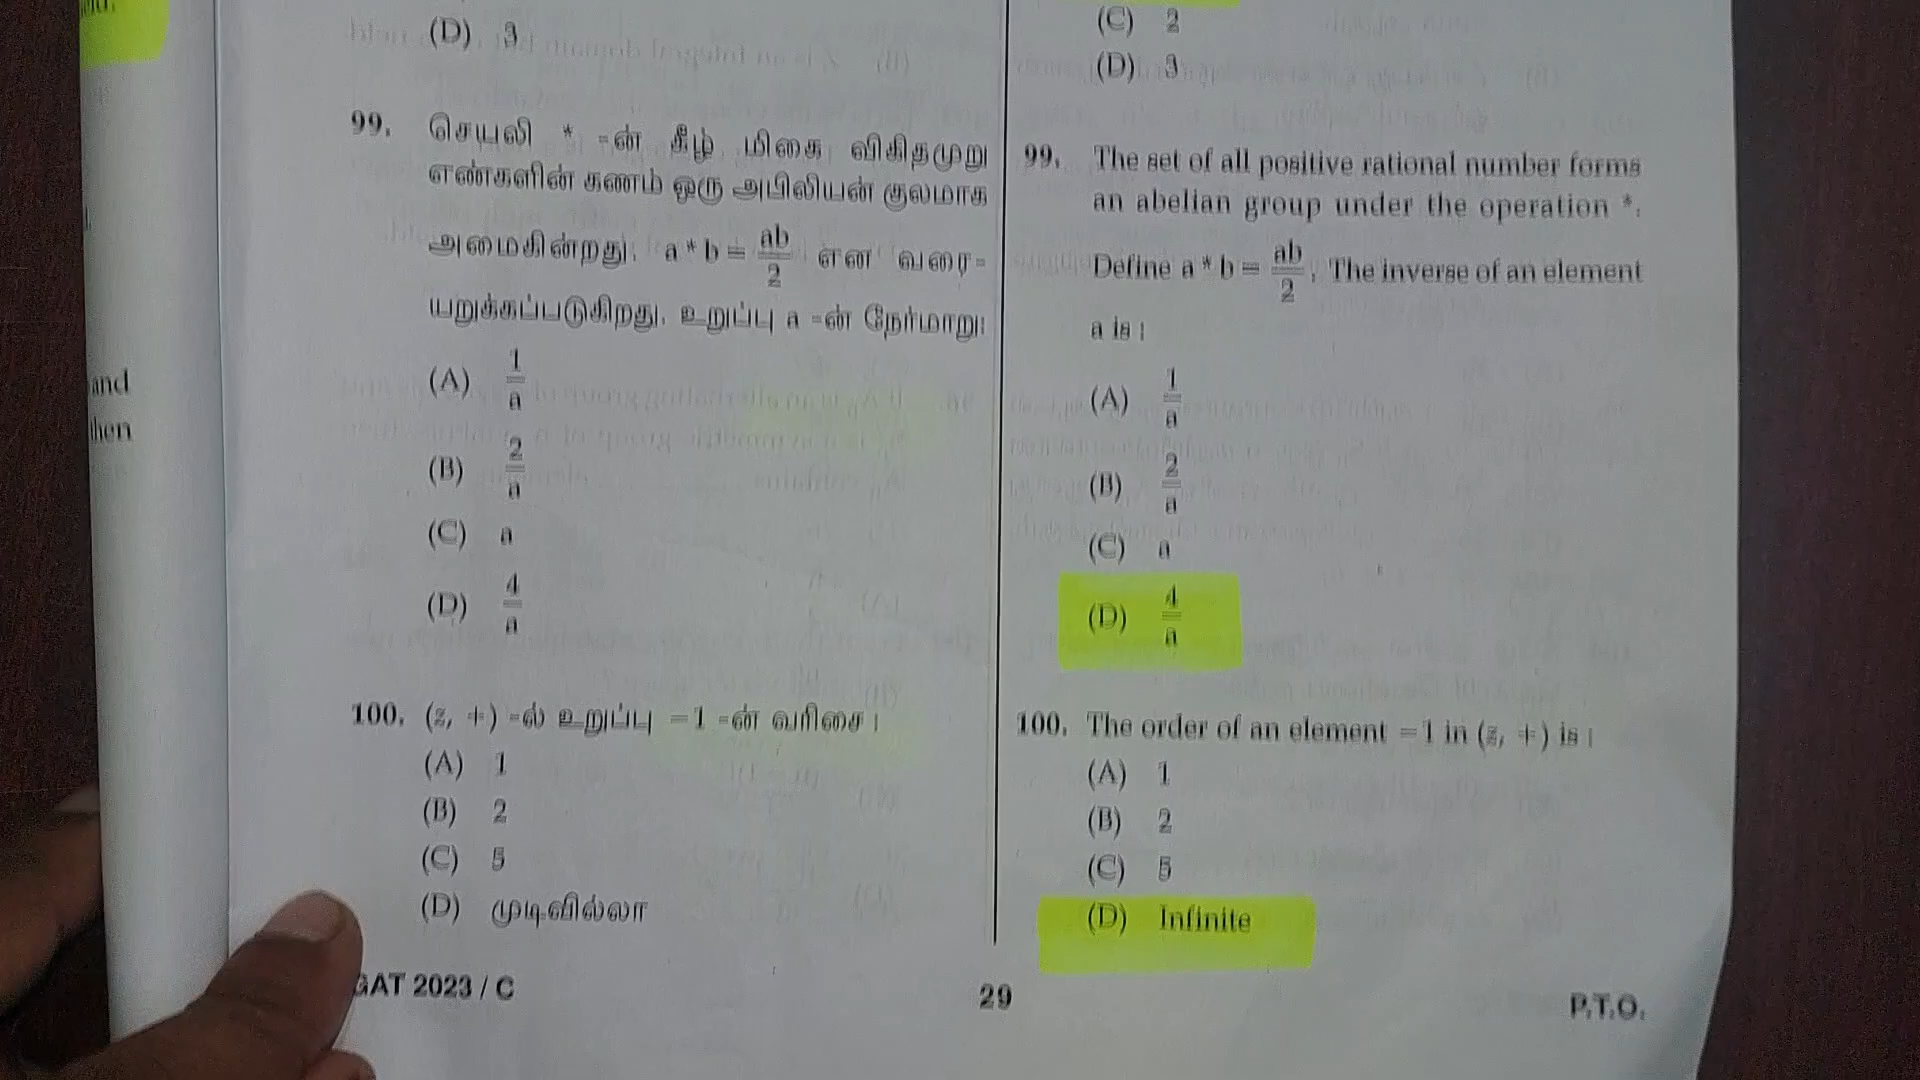 (D) 3
99. செயலி * -ன் கீழ் மிகை விகிதமுறு
எண்களின் கணம் ஒரு அபிலியன் குலமாக
அமைகின்றது. a * b = ab/2 என வரை-
யறுக்கப்படுகிறது. உறுப்பு a -ன் நேர்மாறு:
(A) 1/a
(B) 2/a
(C) a
(D) 4/a
100. (z, +) -ல் உறுப்பு -1 -ன் வரிசை :
(A) 1
(B) 2
(C) 5
(D) முடிவில்லா
(C) 2
(D) 3
99. The set of all positive rational number forms
an abelian group under the operation *.
Define a * b = ab/2. The inverse of an element
a is :
(A) 1/a
(B) 2/a
(C) a
(D) 4/a
100. The order of an element -1 in (z, +) is :
(A) 1
(B) 2
(C) 5
(D) Infinite
and
then
GAT 2023 / C
29
P.T.O.